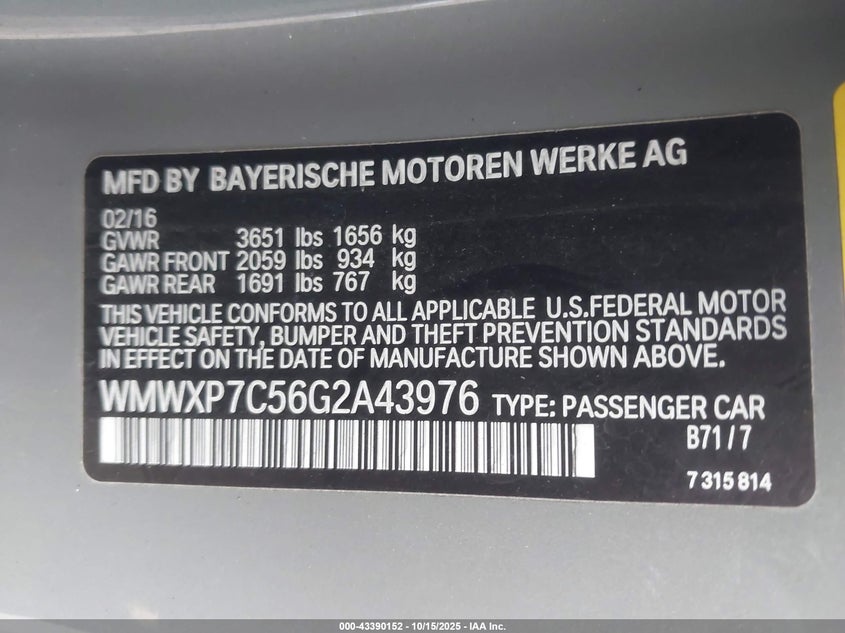 MFD BY BAYERISCHE MOTOREN WERKE AG
02/16
GVWR 3651 lbs 1656 kg
GAWR FRONT 2059 lbs 934 kg
GAWR REAR 1691 lbs 767 kg
THIS VEHICLE CONFORMS TO ALL APPLICABLE U.S.FEDERAL MOTOR
VEHICLE SAFETY, BUMPER AND THEFT PREVENTION STANDARDS
IN EFFECT ON THE DATE OF MANUFACTURE SHOWN ABOVE.
WMWXP7C56G2A43976 TYPE: PASSENGER CAR
B71/7
7 315 814
000-43390152 - 10/15/2025 - IAA Inc.